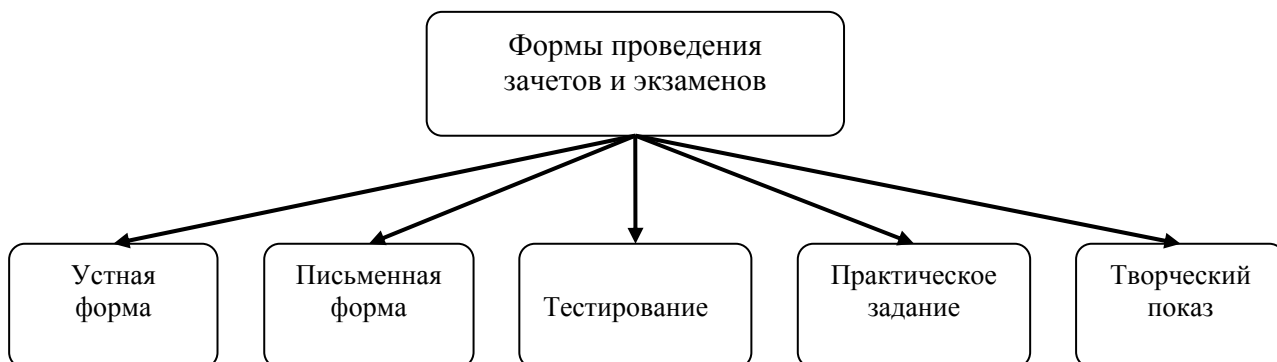 Формы проведения
зачетов и экзаменов
Устная
форма
Письменная
форма
Тестирование
Практическое
задание
Творческий
показ